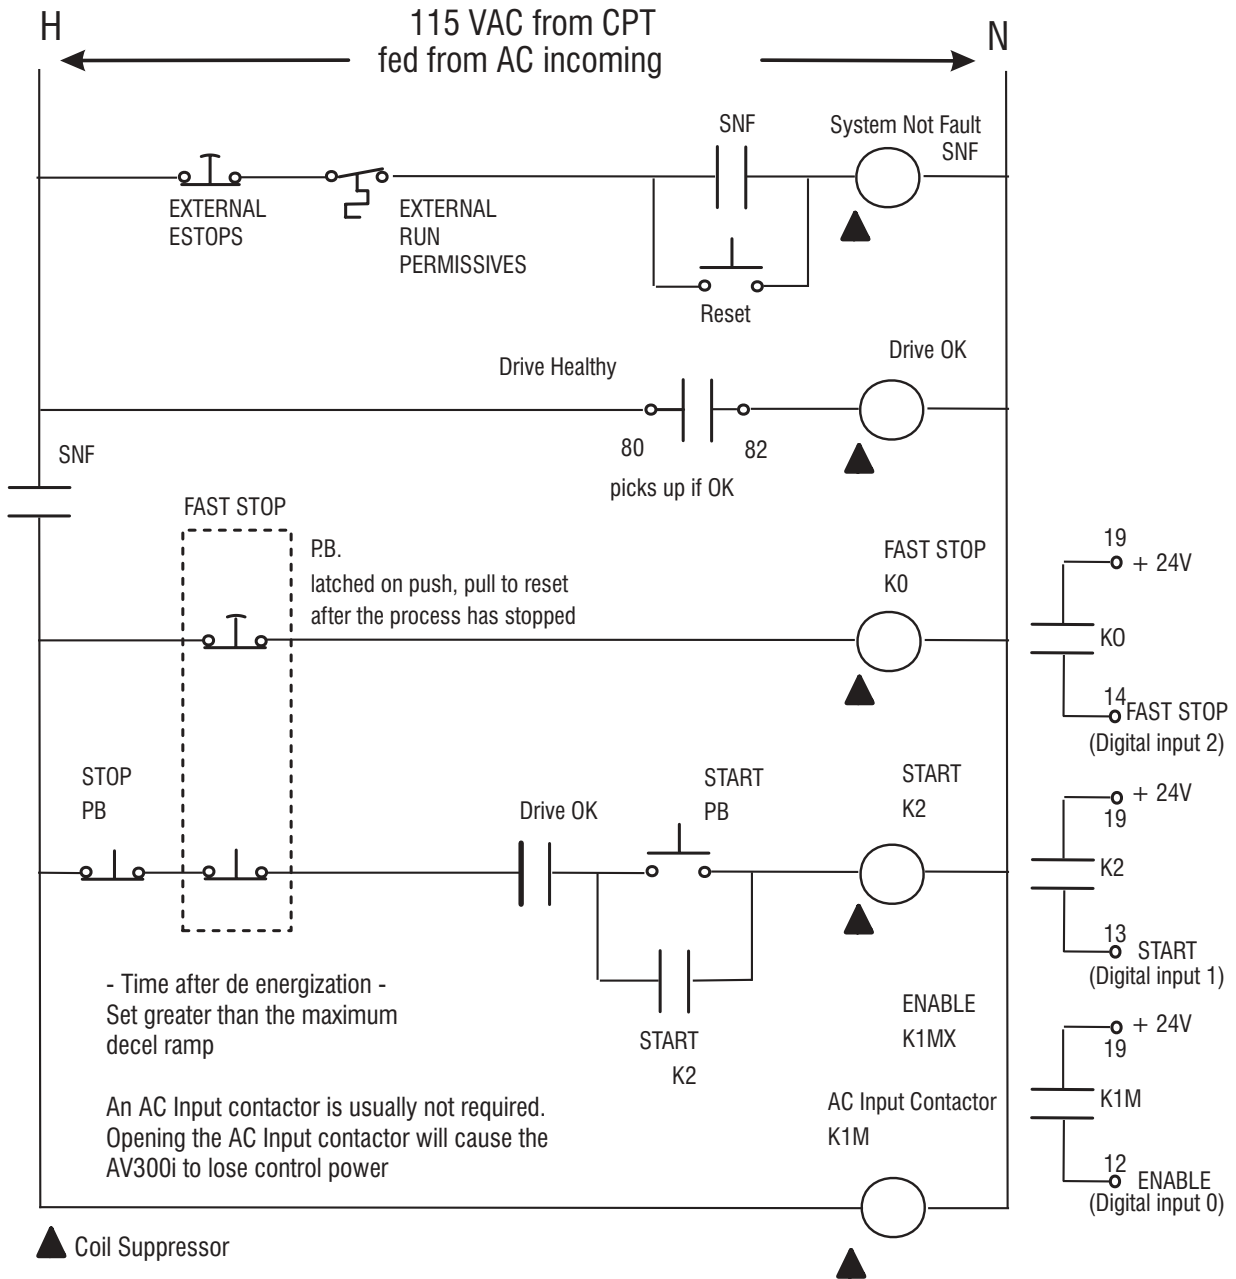 H
115 VAC from CPT
fed from AC incoming
N
SNF
System Not Fault
SNF
EXTERNAL
ESTOPS
EXTERNAL
RUN
PERMISSIVES
Reset
Drive Healthy
Drive OK
80
82
picks up if OK
SNF
FAST STOP
P.B.
latched on push, pull to reset
after the process has stopped
FAST STOP
K0
19
+ 24V
KO
14
FAST STOP
(Digital input 2)
STOP
PB
Drive OK
START
PB
START
K2
+ 24V
19
K2
13
START
(Digital input 1)
START
K2
- Time after de energization -
Set greater than the maximum
decel ramp
ENABLE
K1MX
+ 24V
19
K1M
12
ENABLE
(Digital input 0)
An AC Input contactor is usually not required.
Opening the AC Input contactor will cause the
AV300i to lose control power
AC Input Contactor
K1M
Coil Suppressor